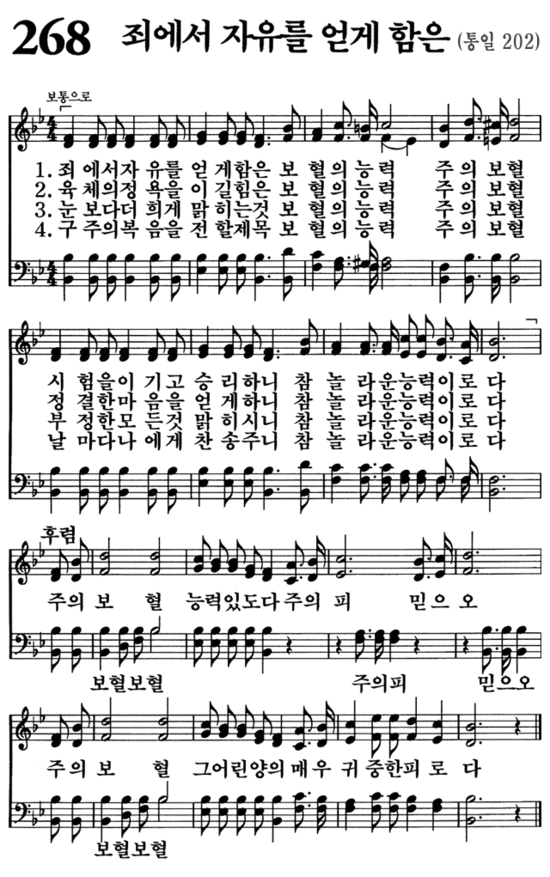 268 죄에서 자유를 얻게 함은 (통일 202)
보통으로
1. 죄 에서자 유를 얻 게함은 보 혈의능력 주의보혈
2. 육 체의정 욕을 이 길힘은 보 혈의능력 주의보혈
3. 눈 보다더 희게 맑 히는것 보 혈의능력 주의보혈
4. 구 주의복 음을 전 할제목 보 혈의능력 주의보혈
시 험을이 기고 승 리하니 참 놀 라운능력이로다
정 결한마 음을 얻 게하니 참 놀 라운능력이로다
부 정한모 든것 맑 히시니 참 놀 라운능력이로다
날 마다나 에게 찬 송주니 참 놀 라운능력이로다
후렴
주의 보 혈 능력있도다 주의 피 믿으오
보혈보혈 주의피 믿으오
주의 보 혈 그어린양의 매우 귀 중한피로 다
보혈보혈